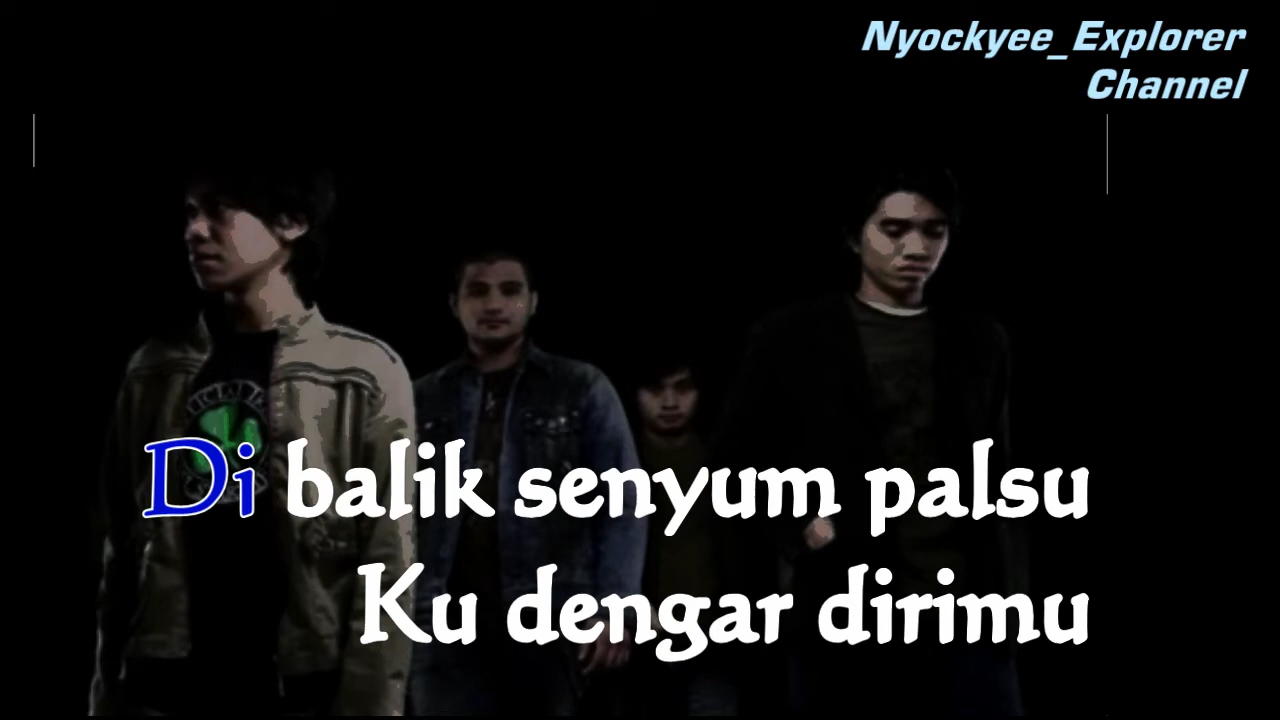 Nyockyee_Explorer
Channel
Di balik senyum palsu
Ku dengar dirimu